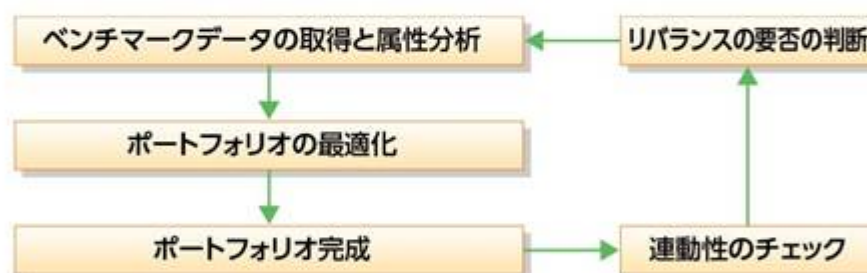 ベンチマークデータの取得と属性分析
リバランスの要否の判断
ポートフォリオの最適化
ポートフォリオ完成
連動性のチェック